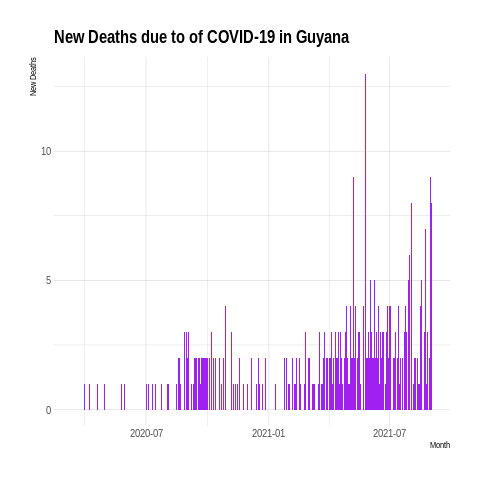 New Deaths due to of COVID-19 in Guyana
New Deaths
10
5
0
2020-07
2021-01
2021-07
Month